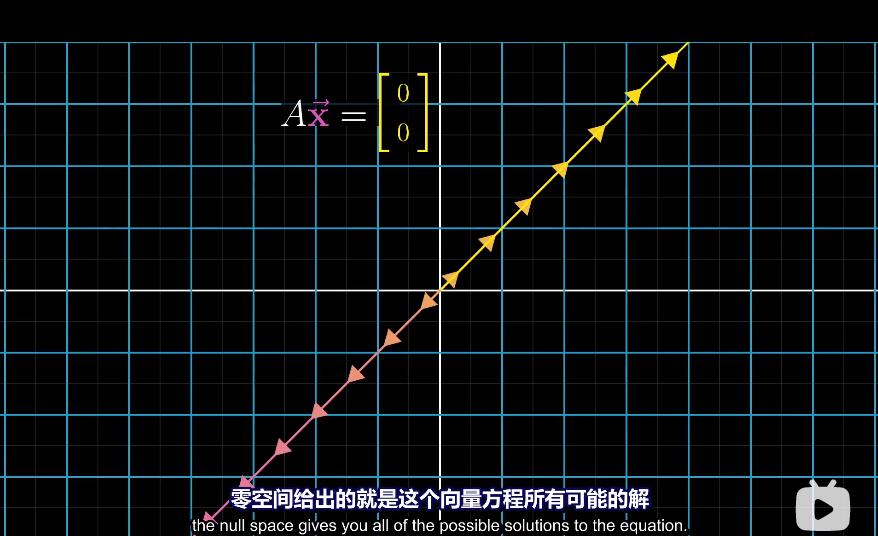 Ax⃗ = [0
0]
零空间给出的就是这个向量方程所有可能的解
the null space gives you all of the possible solutions to the equation.